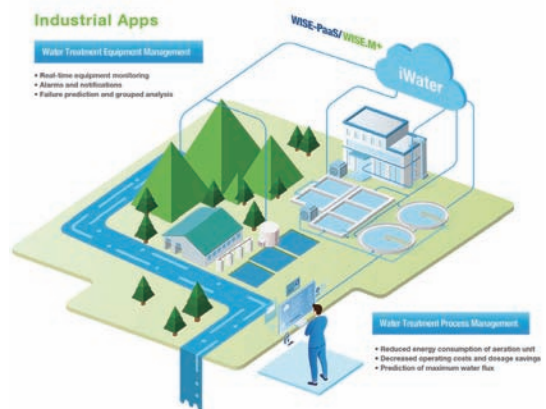 Industrial Apps
WISE-PaaS/WISE.M+
iWater
Water Treatment Equipment Management
• Real-time equipment monitoring
• Alarms and notifications
• Failure prediction and grouped analysis
Water Treatment Process Management
• Reduced energy consumption of aeration unit
• Decreased operating costs and dosage savings
• Prediction of maximum water flux